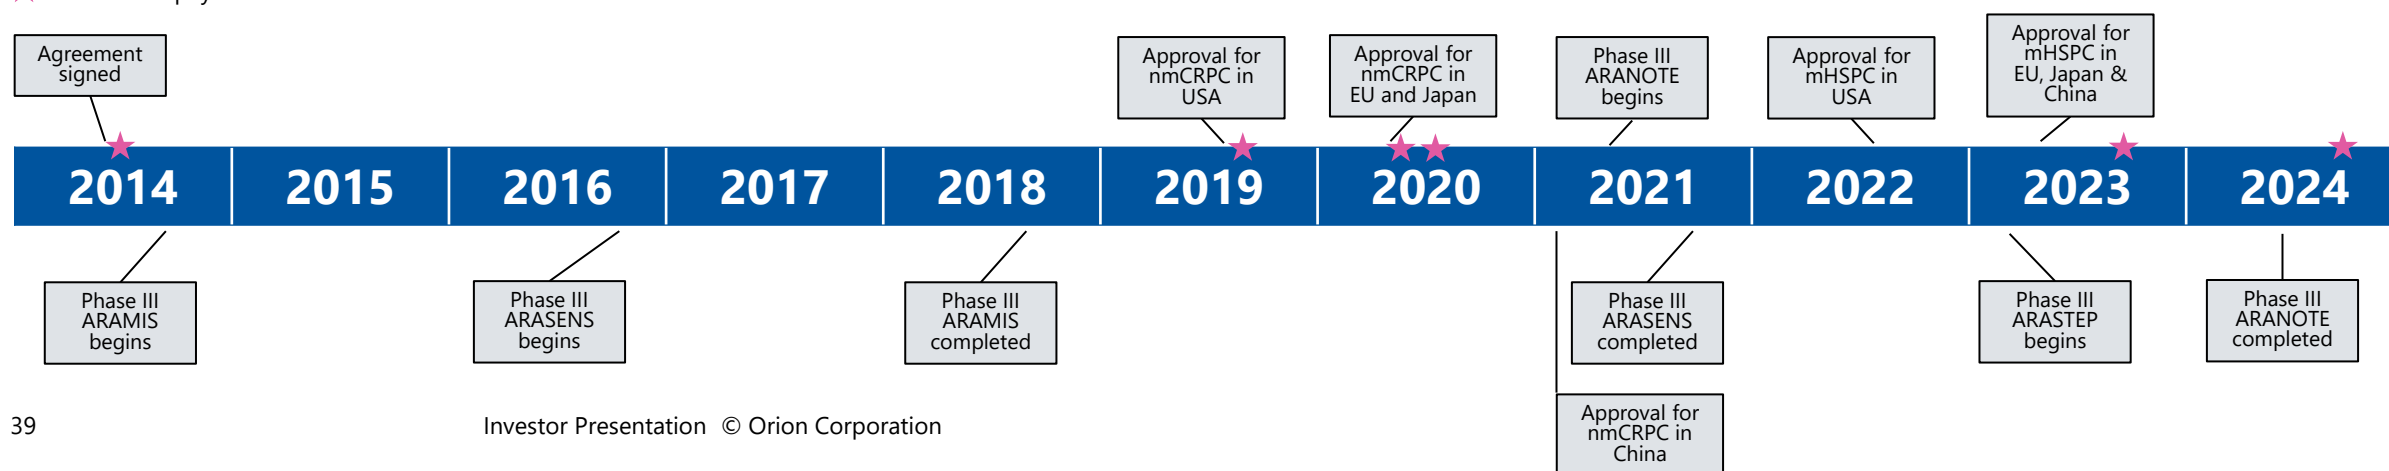 Agreement
signed
Approval for
nmCRPC in
USA
Approval for
nmCRPC in
EU and Japan
Phase III
ARANOTE
begins
Approval for
mHSPC in
USA
Approval for
mHSPC in
EU, Japan &
China
2014
2015
2016
2017
2018
2019
2020
2021
2022
2023
2024
Phase III
ARAMIS
begins
Phase III
ARASENS
begins
Phase III
ARAMIS
completed
Phase III
ARASENS
completed
Phase III
ARASTEP
begins
Phase III
ARANOTE
completed
Approval for
nmCRPC in
China
39
Investor Presentation © Orion Corporation